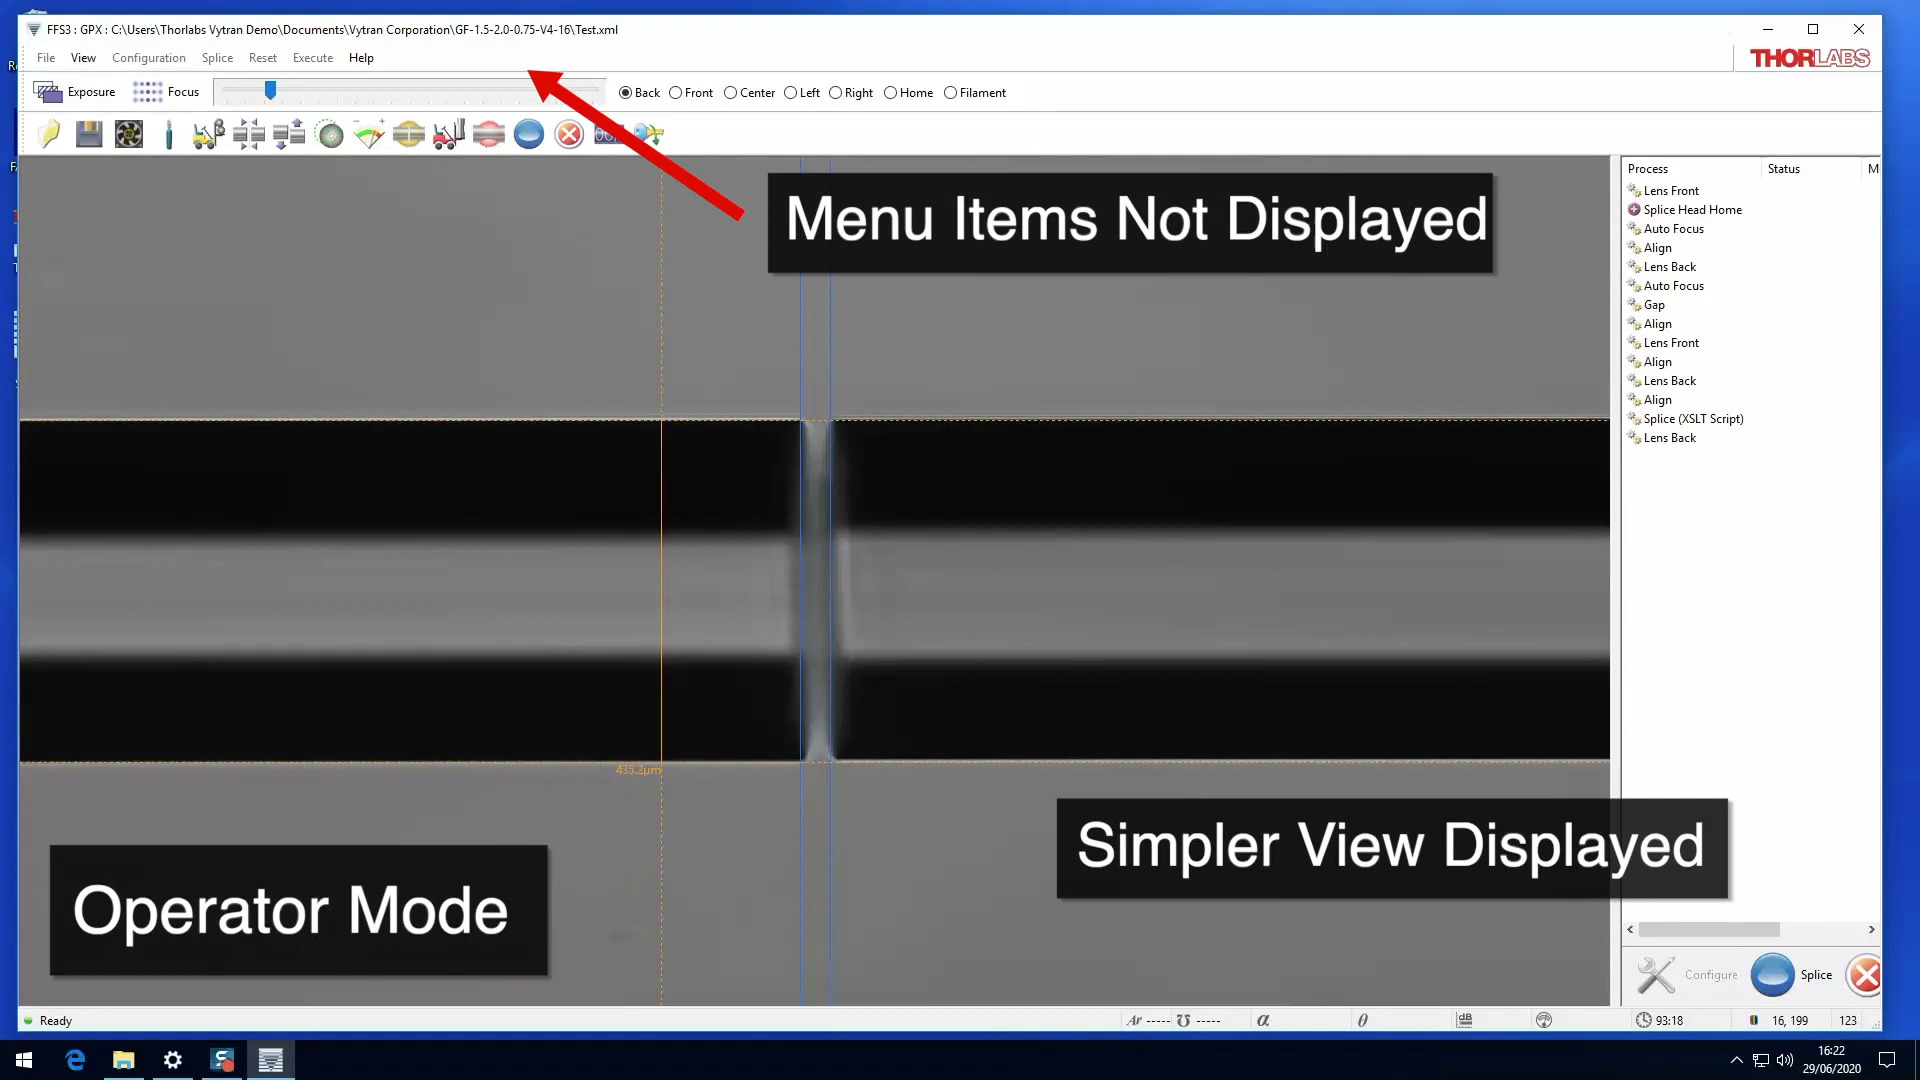 FFS3 : GPX : C:\Users\Thorlabs Vytran Demo\Documents\Vytran Corporation\GF-1.5-2.0-0.75-V4-16\Test.xml
File View Configuration Splice Reset Execute Help
THORLABS
Exposure Focus Back Front Center Left Right Home Filament
Menu Items Not Displayed
Process Status M
Lens Front
Splice Head Home
Auto Focus
Align
Lens Back
Auto Focus
Gap
Align
Lens Front
Align
Lens Back
Align
Splice (XSLT Script)
Lens Back
435.2µm
Simpler View Displayed
Operator Mode
Configure Splice
Ready Ar ----- ℧ ----- α θ dB 93:18 16, 199 123
16:22
29/06/2020